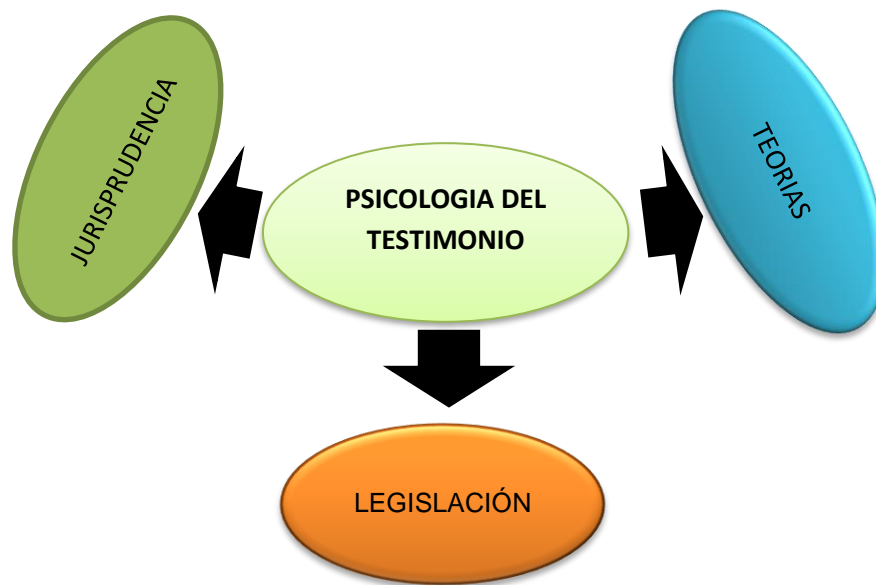 JURISPRUDENCIA
PSICOLOGIA DEL
TESTIMONIO
TEORIAS
LEGISLACIÓN